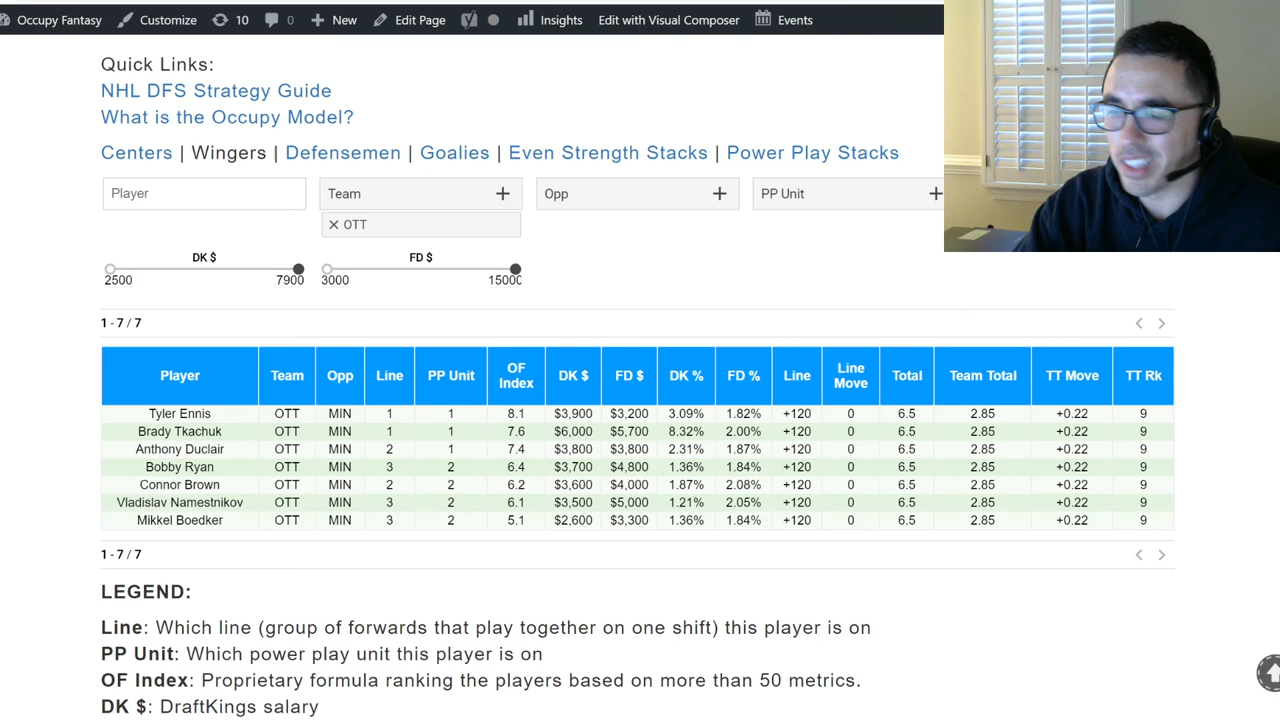 Occupy Fantasy Customize 10 0 New Edit Page Insights Edit with Visual Composer Events
Quick Links:
NHL DFS Strategy Guide
What is the Occupy Model?
Centers | Wingers | Defensemen | Goalies | Even Strength Stacks | Power Play Stacks
Player Team + Opp + PP Unit +
× OTT
DK $ FD $
2500 7900 3000 15000
1 - 7 / 7 < >
Player Team Opp Line PP Unit OF Index DK $ FD $ DK % FD % Line Line Move Total Team Total TT Move TT Rk
Tyler Ennis OTT MIN 1 1 8.1 $3,900 $3,200 3.09% 1.82% +120 0 6.5 2.85 +0.22 9
Brady Tkachuk OTT MIN 1 1 7.6 $6,000 $5,700 8.32% 2.00% +120 0 6.5 2.85 +0.22 9
Anthony Duclair OTT MIN 2 1 7.4 $3,800 $3,800 2.31% 1.87% +120 0 6.5 2.85 +0.22 9
Bobby Ryan OTT MIN 3 2 6.4 $3,700 $4,800 1.36% 1.84% +120 0 6.5 2.85 +0.22 9
Connor Brown OTT MIN 2 2 6.2 $3,600 $4,000 1.87% 2.08% +120 0 6.5 2.85 +0.22 9
Vladislav Namestnikov OTT MIN 3 2 6.1 $3,500 $5,000 1.21% 2.05% +120 0 6.5 2.85 +0.22 9
Mikkel Boedker OTT MIN 3 2 5.1 $2,600 $3,300 1.36% 1.84% +120 0 6.5 2.85 +0.22 9
1 - 7 / 7 < >
LEGEND:
Line: Which line (group of forwards that play together on one shift) this player is on
PP Unit: Which power play unit this player is on
OF Index: Proprietary formula ranking the players based on more than 50 metrics.
DK $: DraftKings salary